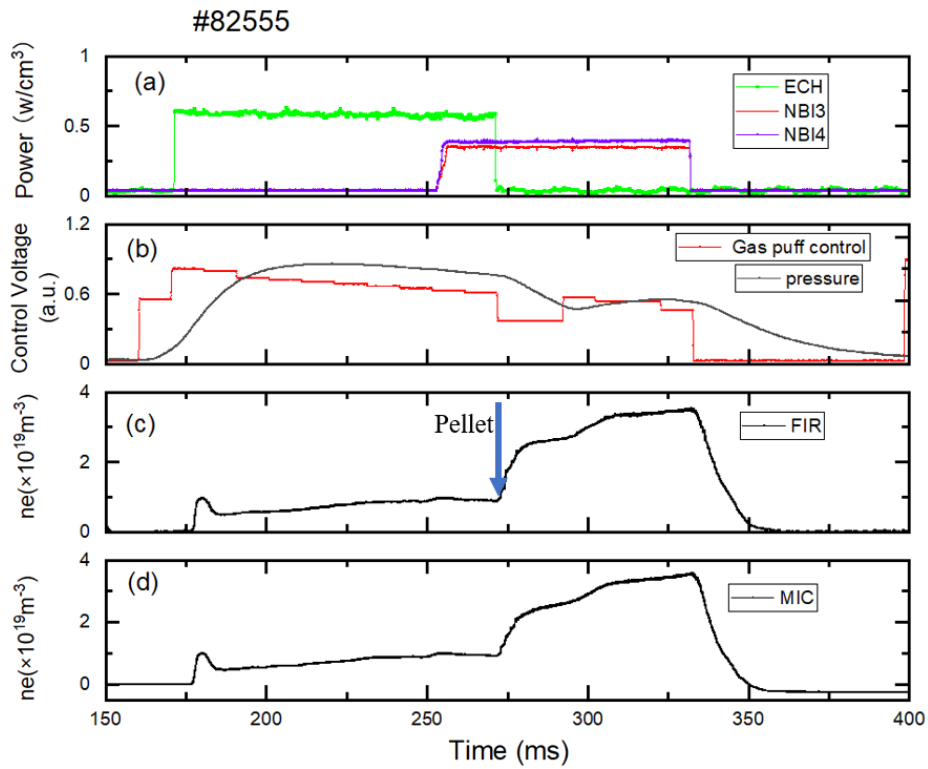 #82555
(a)
1
0.5
0
Power (w/cm³)
ECH
NBI3
NBI4
(b)
1.2
0.6
0
Control Voltage
(a.u.)
Gas puff control
pressure
(c)
4
2
0
ne(×10¹⁹m⁻³)
Pellet
FIR
(d)
4
2
0
ne(×10¹⁹m⁻³)
MIC
150 200 250 300 350 400
Time (ms)